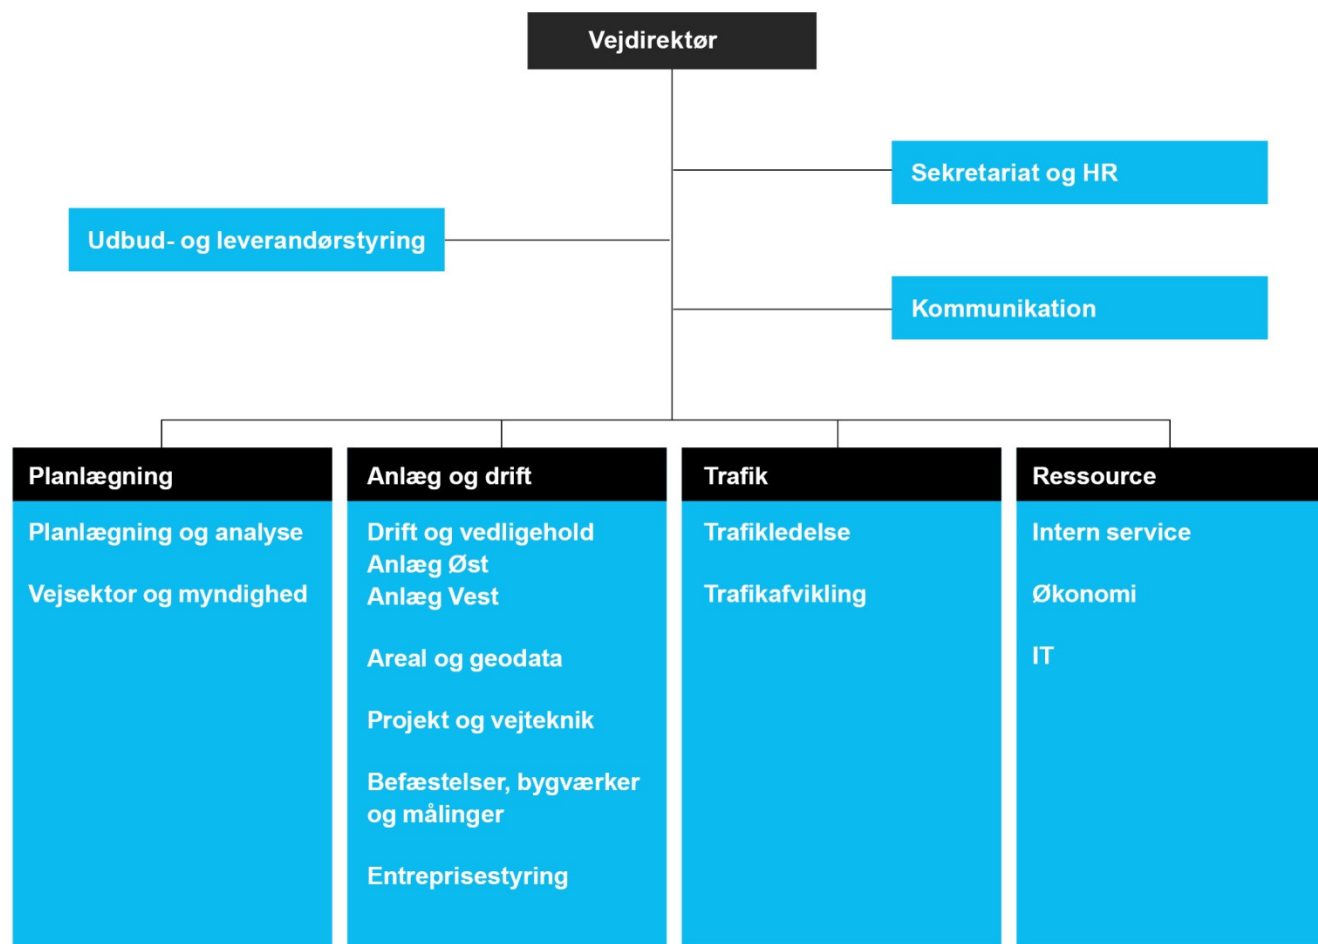 Vejdirektør
Sekretariat og HR
Udbud- og leverandørstyring
Kommunikation
Planlægning
Planlægning og analyse
Vejsektor og myndighed
Anlæg og drift
Drift og vedligehold
Anlæg Øst
Anlæg Vest
Areal og geodata
Projekt og vejteknik
Befæstelser, bygværker
og målinger
Entreprisestyring
Trafik
Trafikledelse
Trafikafvikling
Ressource
Intern service
Økonomi
IT